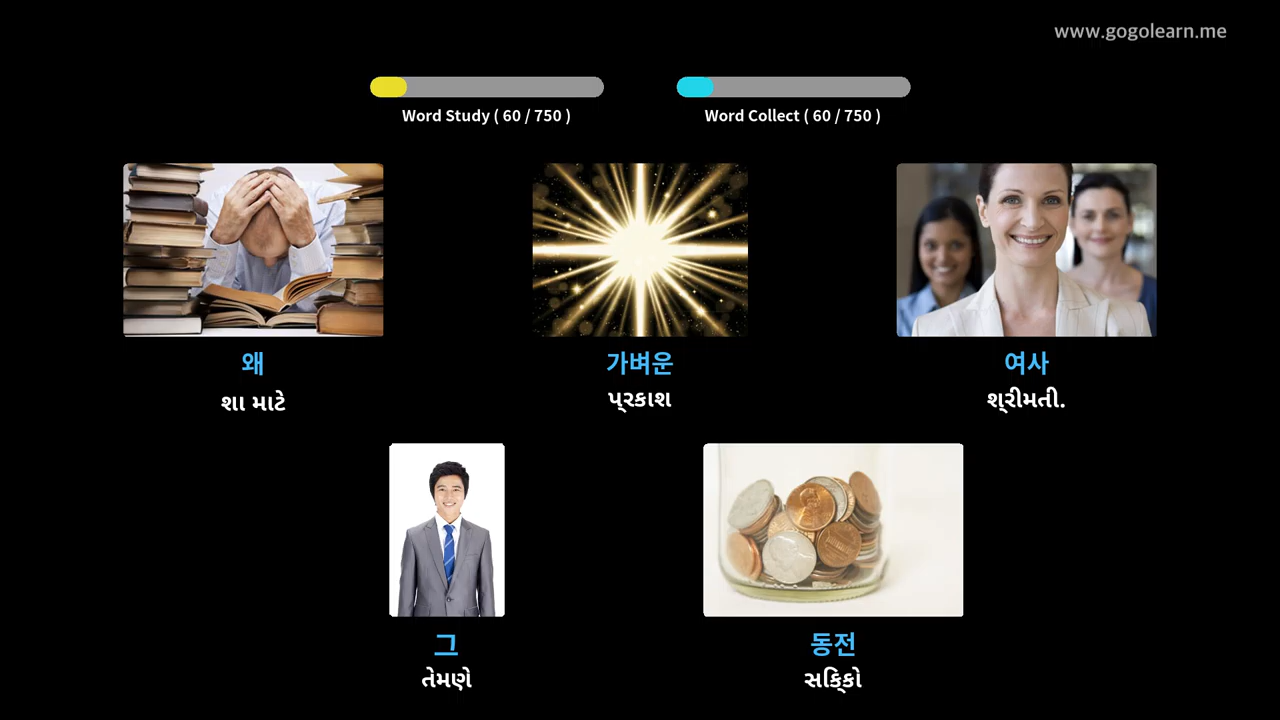 www.gogolearn.me
Word Study ( 60 / 750 )
Word Collect ( 60 / 750 )
왜
가벼운
여사
શા માટે
પ્રકાશ
શ્રીમતી.
그
동전
તેમણે
સિક્કો